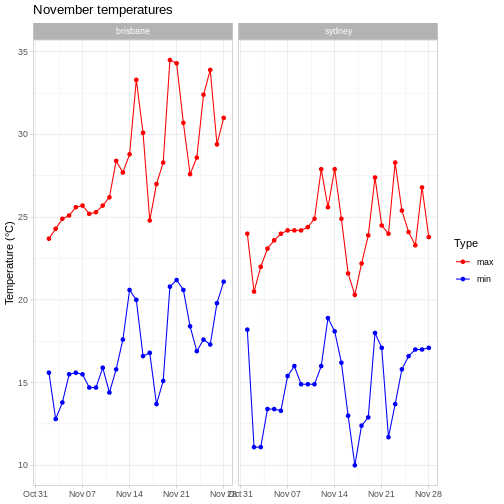 November temperatures
brisbane
sydney
Temperature (°C)
35
30
25
20
15
10
Oct 31
Nov 07
Nov 14
Nov 21
Nov 28
Oct 31
Nov 07
Nov 14
Nov 21
Nov 28
Type
max
min